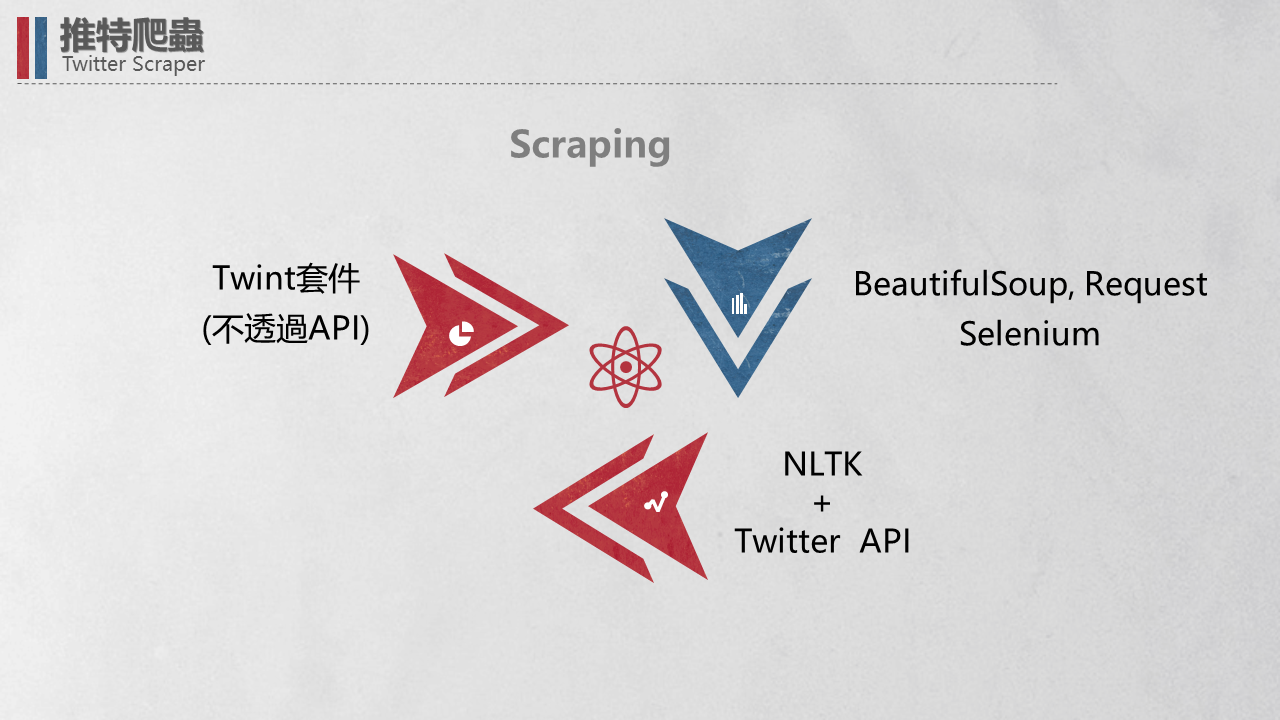 推特爬蟲
Twitter Scraper
Scraping
Twint套件
(不透過API)
BeautifulSoup, Request
Selenium
NLTK
+
Twitter API